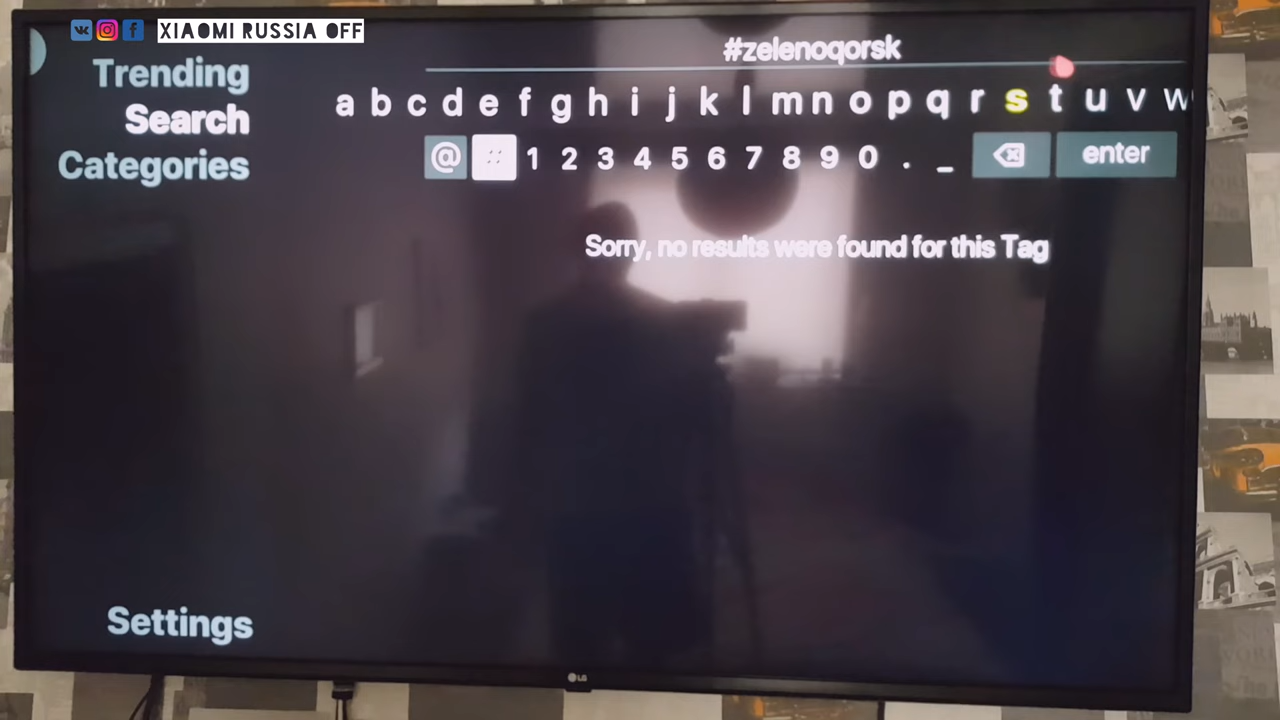 XIAOMI RUSSIA OFF
#zelenoqorsk
Trending
Search
Categories
a b c d e f g h i j k l m n o p q r s t u v w
@ # 1 2 3 4 5 6 7 8 9 0 . _ enter
Sorry, no results were found for this Tag
Settings
LG